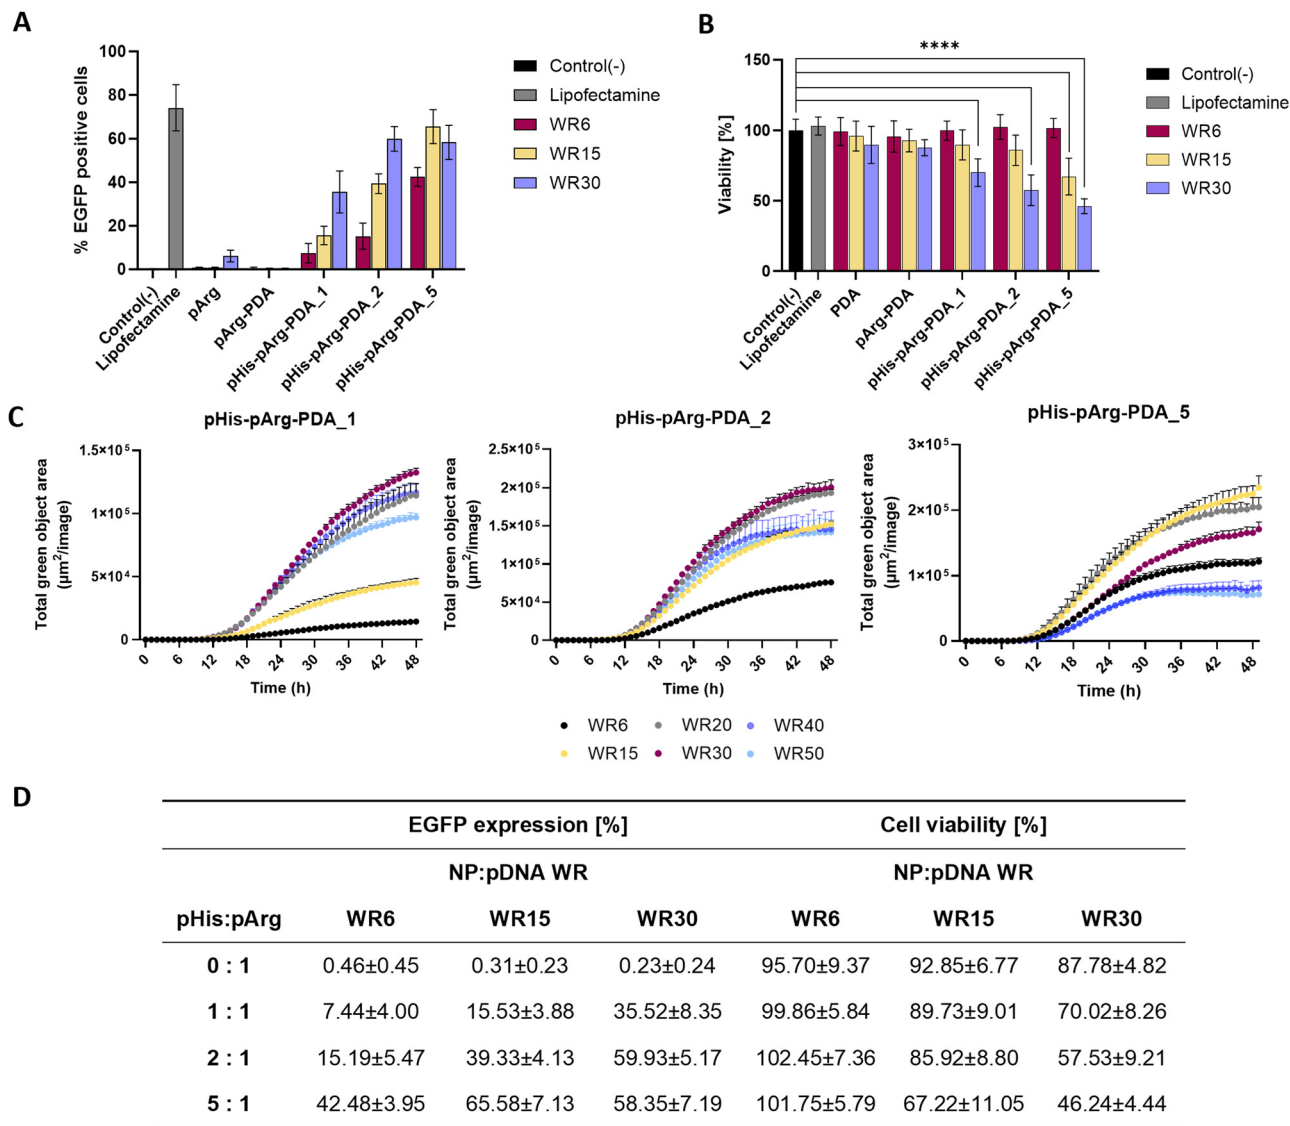 A
100
80
60
40
20
0
% EGFP positive cells
Control(-)
Lipofectamine
pArg
pArg-PDA
pHis-pArg-PDA_1
pHis-pArg-PDA_2
pHis-pArg-PDA_5
Control(-)
Lipofectamine
WR6
WR15
WR30
B
****
150
100
50
0
Viability [%]
Control(-)
Lipofectamine
PDA
pArg-PDA
pHis-pArg-PDA_1
pHis-pArg-PDA_2
pHis-pArg-PDA_5
Control(-)
Lipofectamine
WR6
WR15
WR30
C
pHis-pArg-PDA_1
Total green object area
(µm²/image)
1.5×10⁵
1×10⁵
5×10⁴
0
0 6 12 18 24 30 36 42 48
Time (h)
pHis-pArg-PDA_2
Total green object area
(µm²/image)
2.5×10⁵
2×10⁵
1.5×10⁵
1×10⁵
5×10⁴
0
0 6 12 18 24 30 36 42 48
Time (h)
pHis-pArg-PDA_5
Total green object area
(µm²/image)
3×10⁵
2×10⁵
1×10⁵
0
0 6 12 18 24 30 36 42 48
Time (h)
WR6 WR20 WR40
WR15 WR30 WR50
D
EGFP expression [%] Cell viability [%]
NP:pDNA WR NP:pDNA WR
pHis:pArg WR6 WR15 WR30 WR6 WR15 WR30
0 : 1 0.46±0.45 0.31±0.23 0.23±0.24 95.70±9.37 92.85±6.77 87.78±4.82
1 : 1 7.44±4.00 15.53±3.88 35.52±8.35 99.86±5.84 89.73±9.01 70.02±8.26
2 : 1 15.19±5.47 39.33±4.13 59.93±5.17 102.45±7.36 85.92±8.80 57.53±9.21
5 : 1 42.48±3.95 65.58±7.13 58.35±7.19 101.75±5.79 67.22±11.05 46.24±4.44